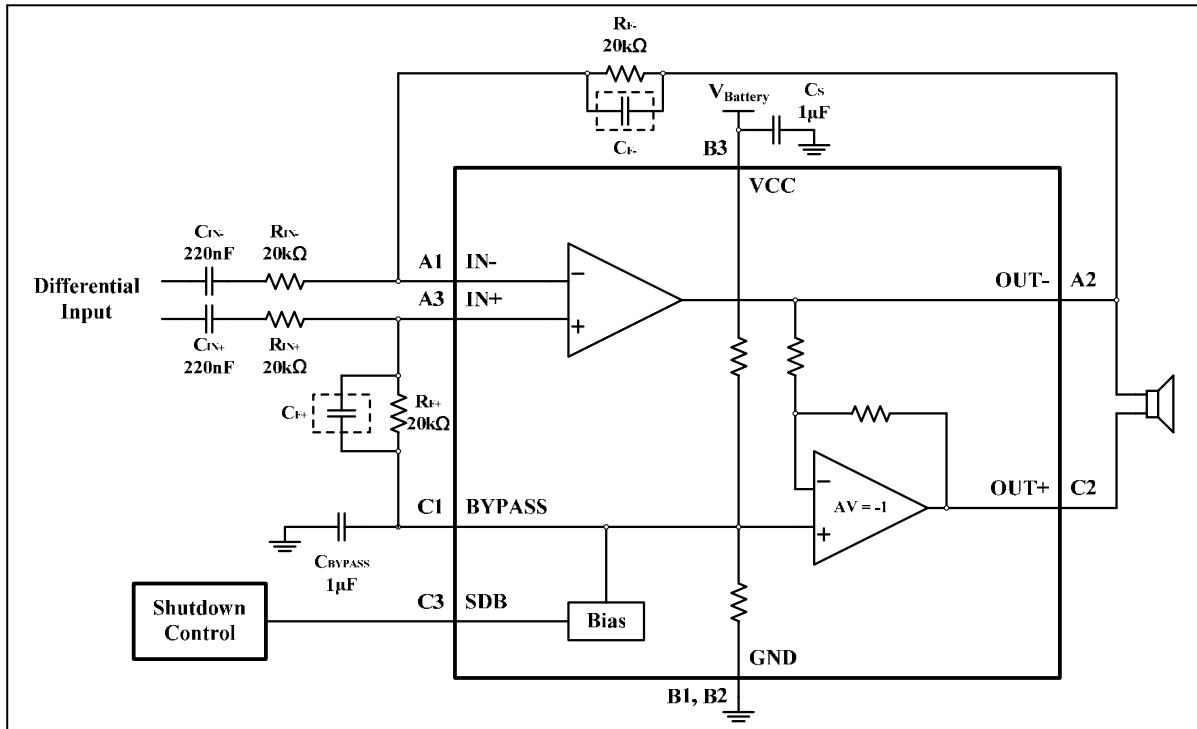 RF-
20kΩ
CF-
VBattery
CS
1μF
B3
VCC
CIN-
220nF
RIN-
20kΩ
Differential
Input
A1
IN-
A3
IN+
OUT-
A2
CIN+
220nF
RIN+
20kΩ
CF+
RF+
20kΩ
C1
BYPASS
OUT+
C2
AV = -1
CBYPASS
1μF
C3
SDB
Shutdown
Control
Bias
GND
B1, B2